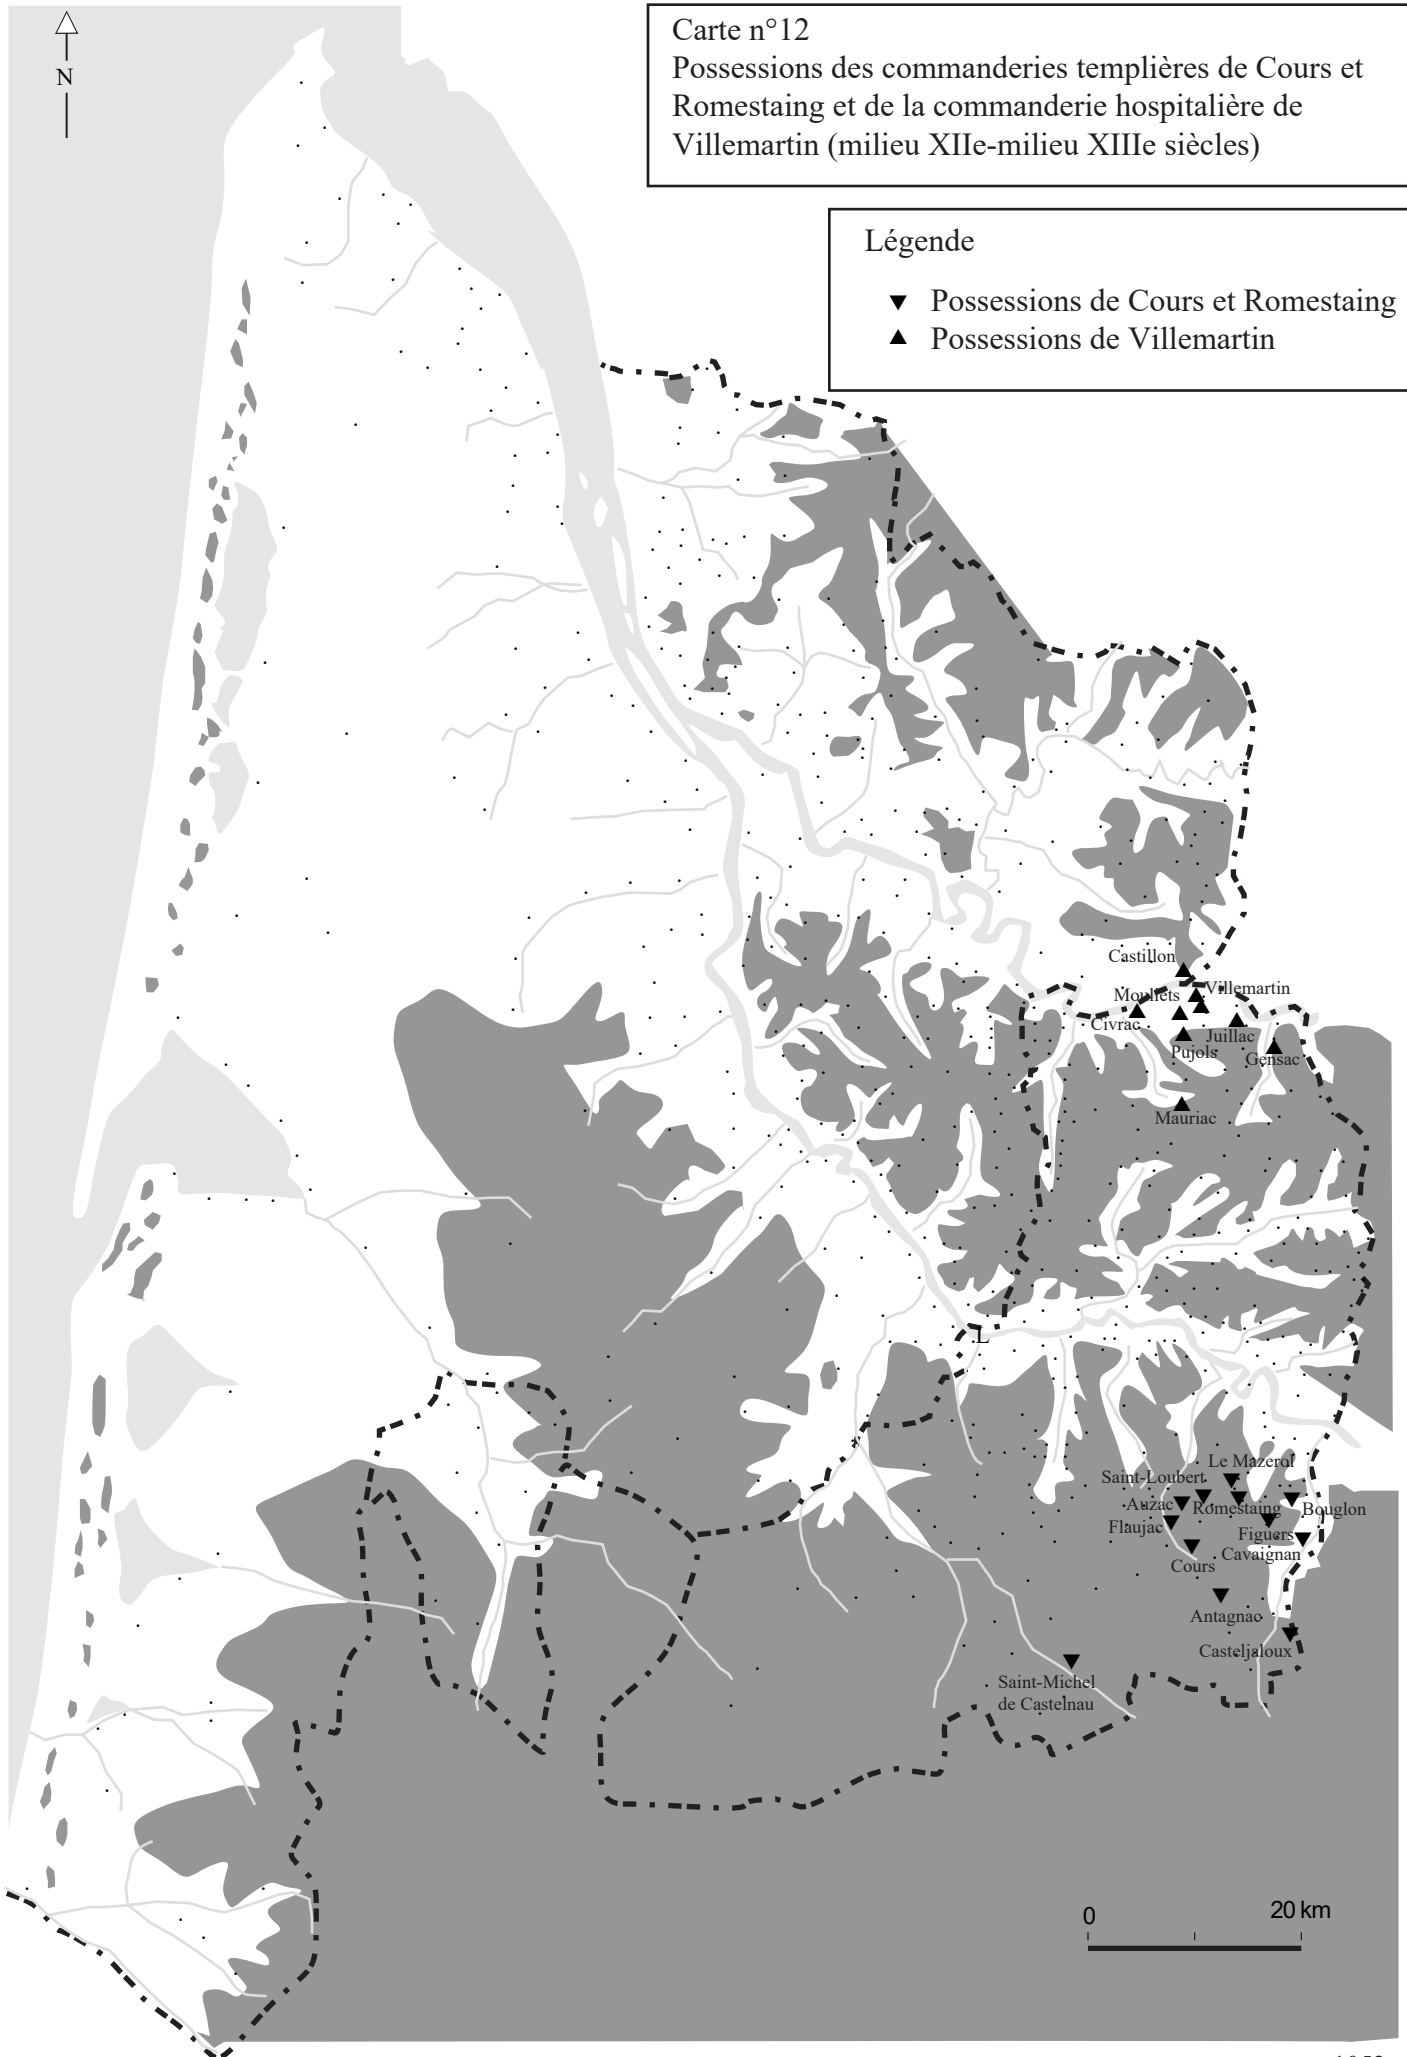 N
Carte n°12
Possessions des commanderies templières de Cours et
Romestaing et de la commanderie hospitalière de
Villemartin (milieu XIIe-milieu XIIIe siècles)
Légende
Possessions de Cours et Romestaing
Possessions de Villemartin
Castillon
Villemartin
Mouliets
Civrac
Juillac
Pujols
Gensac
Mauriac
L
Le Mazerol
Saint-Loubert
Auzac
Romestaing
Bouglon
Flaujac
Figuers
Cavaignan
Cours
Antagnac
Casteljaloux
Saint-Michel
de Castelnau
0
20 km